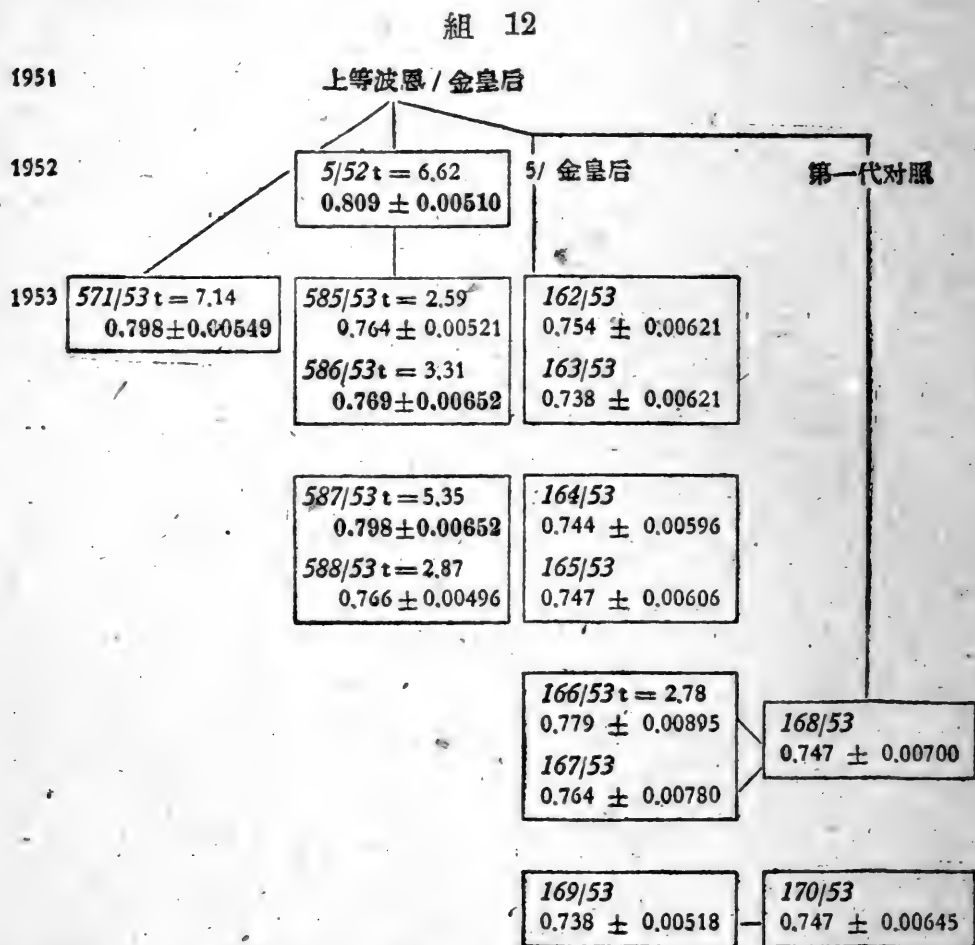 組 12
1951
上等波恩 / 金皇后
1952
5/52 t = 6.62
0.809 ± 0.00510
5/ 金皇后
第一代对照
1953
571/53 t = 7.14
0.798±0.00549
585/53 t = 2.59
0.764 ± 0.00521
586/53 t = 3.31
0.769±0.00652
162/53
0.754 ± 0.00621
163/53
0.738 ± 0.00621
587/53 t = 5.35
0.798±0.00652
588/53 t = 2.87
0.766 ± 0.00496
164/53
0.744 ± 0.00596
165/53
0.747 ± 0.00606
166/53 t = 2.78
0.779 ± 0.00895
167/53
0.764 ± 0.00780
168/53
0.747 ± 0.00700
169/53
0.738 ± 0.00518
170/53
0.747 ± 0.00645